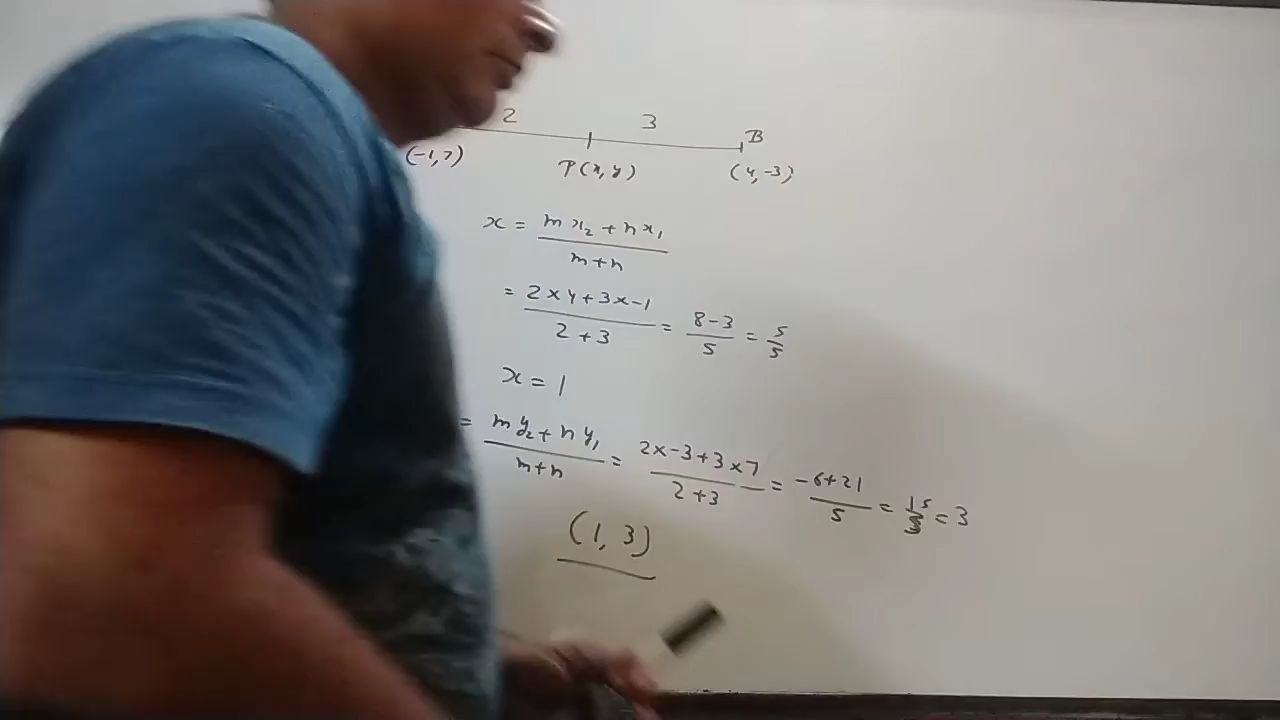 2 3 B
(-1,7) P(x,y) (4,-3)
x = mx₂+nx₁/m+n
= 2×4+3×-1/2+3 = 8-3/5 = 5/5
x = 1
= my₂+ny₁/m+n = 2×-3+3×7/2+3 = -6+21/5 = 15/5 = 3
(1,3)